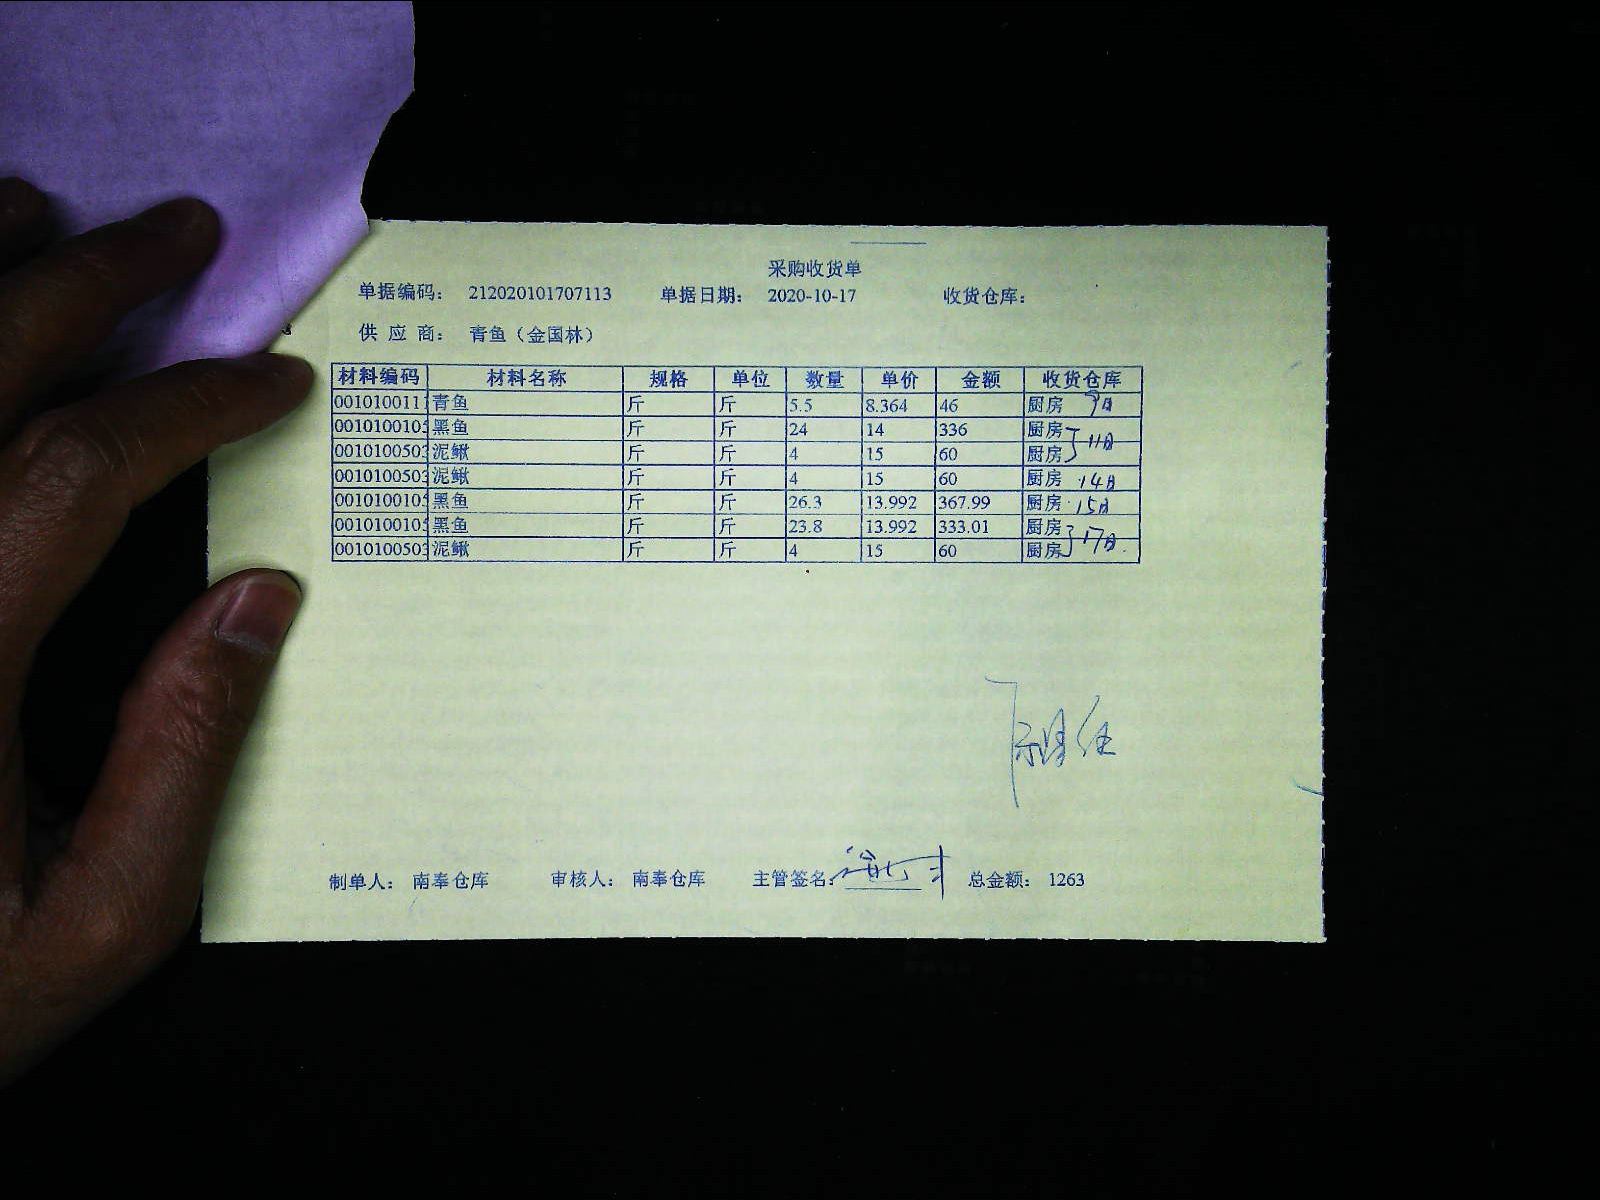 采购收货单
单据编码： 212020101707113 单据日期： 2020-10-17 收货仓库：
供 应 商： 青鱼（金国林）
材料编码 材料名称 规格 单位 数量 单价 金额 收货仓库
001010011 青鱼 斤 斤 5.5 8.364 46 厨房 9日
001010010 黑鱼 斤 斤 24 14 336 厨房 11日
001010050 泥鳅 斤 斤 4 15 60 厨房
001010050 泥鳅 斤 斤 4 15 60 厨房 14日
001010010 黑鱼 斤 斤 26.3 13.992 367.99 厨房 15日
001010010 黑鱼 斤 斤 23.8 13.992 333.01 厨房 17日
001010050 泥鳅 斤 斤 4 15 60 厨房
制单人： 南奉仓库 审核人： 南奉仓库 主管签名： 总金额： 1263